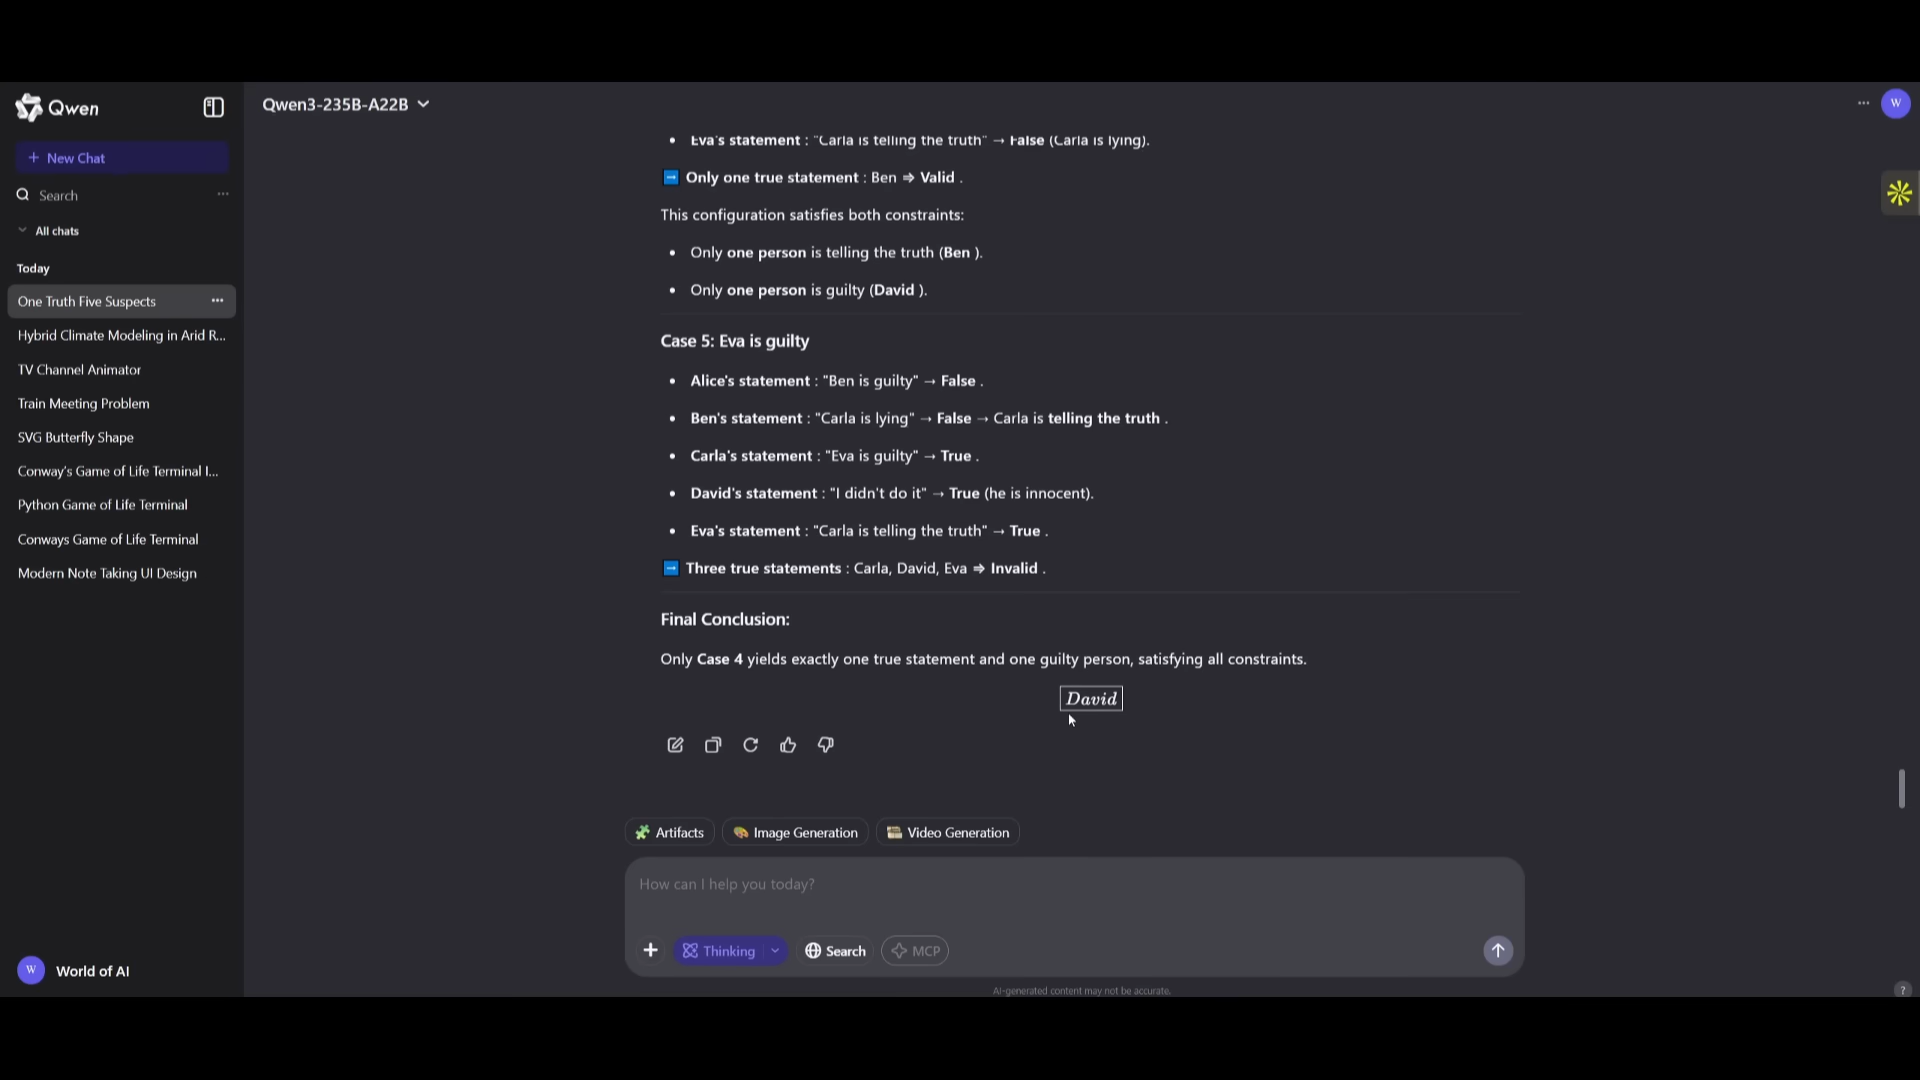 Qwen
Qwen3-235B-A22B
W
+ New Chat
Search
All chats
Today
One Truth Five Suspects
Hybrid Climate Modeling in Arid R...
TV Channel Animator
Train Meeting Problem
SVG Butterfly Shape
Conway's Game of Life Terminal I...
Python Game of Life Terminal
Conways Game of Life Terminal
Modern Note Taking UI Design
W World of AI
• Eva's statement : "Carla is telling the truth" → False (Carla is lying).
➡ Only one true statement : Ben ⇒ Valid .
This configuration satisfies both constraints:
• Only one person is telling the truth (Ben ).
• Only one person is guilty (David ).
Case 5: Eva is guilty
• Alice's statement : "Ben is guilty" → False .
• Ben's statement : "Carla is lying" → False → Carla is telling the truth .
• Carla's statement : "Eva is guilty" → True .
• David's statement : "I didn't do it" → True (he is innocent).
• Eva's statement : "Carla is telling the truth" → True .
➡ Three true statements : Carla, David, Eva ⇒ Invalid .
Final Conclusion:
Only Case 4 yields exactly one true statement and one guilty person, satisfying all constraints.
David
Artifacts Image Generation Video Generation
How can I help you today?
+ Thinking Search MCP
AI-generated content may not be accurate.
?